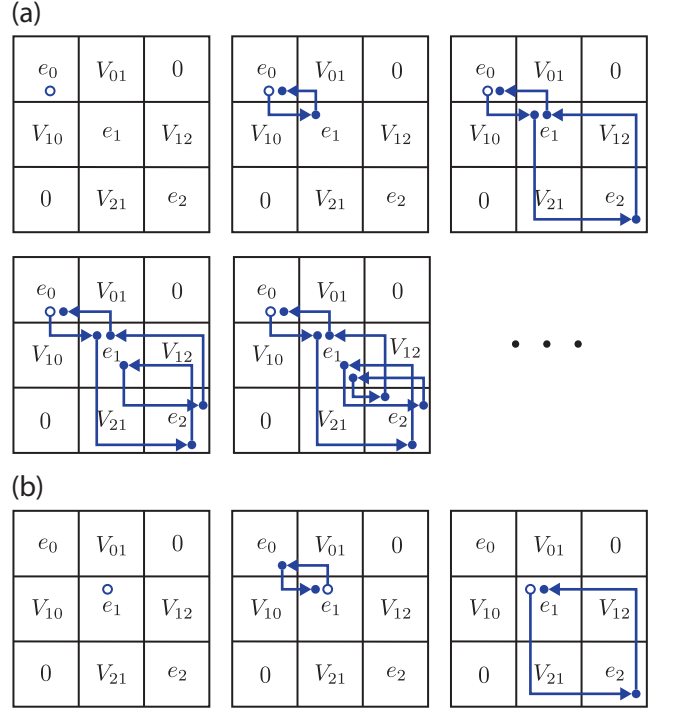 (a)
e₀ V₀₁ 0 e₀ V₀₁ 0 e₀ V₀₁ 0
V₁₀ e₁ V₁₂ V₁₀ e₁ V₁₂ V₁₀ e₁ V₁₂
0 V₂₁ e₂ 0 V₂₁ e₂ 0 V₂₁ e₂
e₀ V₀₁ 0 e₀ V₀₁ 0
V₁₀ e₁ V₁₂ V₁₀ e₁ V₁₂ • • •
0 V₂₁ e₂ 0 V₂₁ e₂
(b)
e₀ V₀₁ 0 e₀ V₀₁ 0 e₀ V₀₁ 0
V₁₀ e₁ V₁₂ V₁₀ e₁ V₁₂ V₁₀ e₁ V₁₂
0 V₂₁ e₂ 0 V₂₁ e₂ 0 V₂₁ e₂